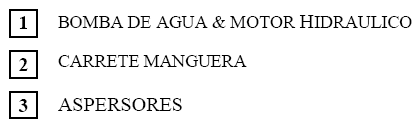 1 BOMBA DE AGUA & MOTOR HIDRAULICO
2 CARRETE MANGUERA
3 ASPERSORES